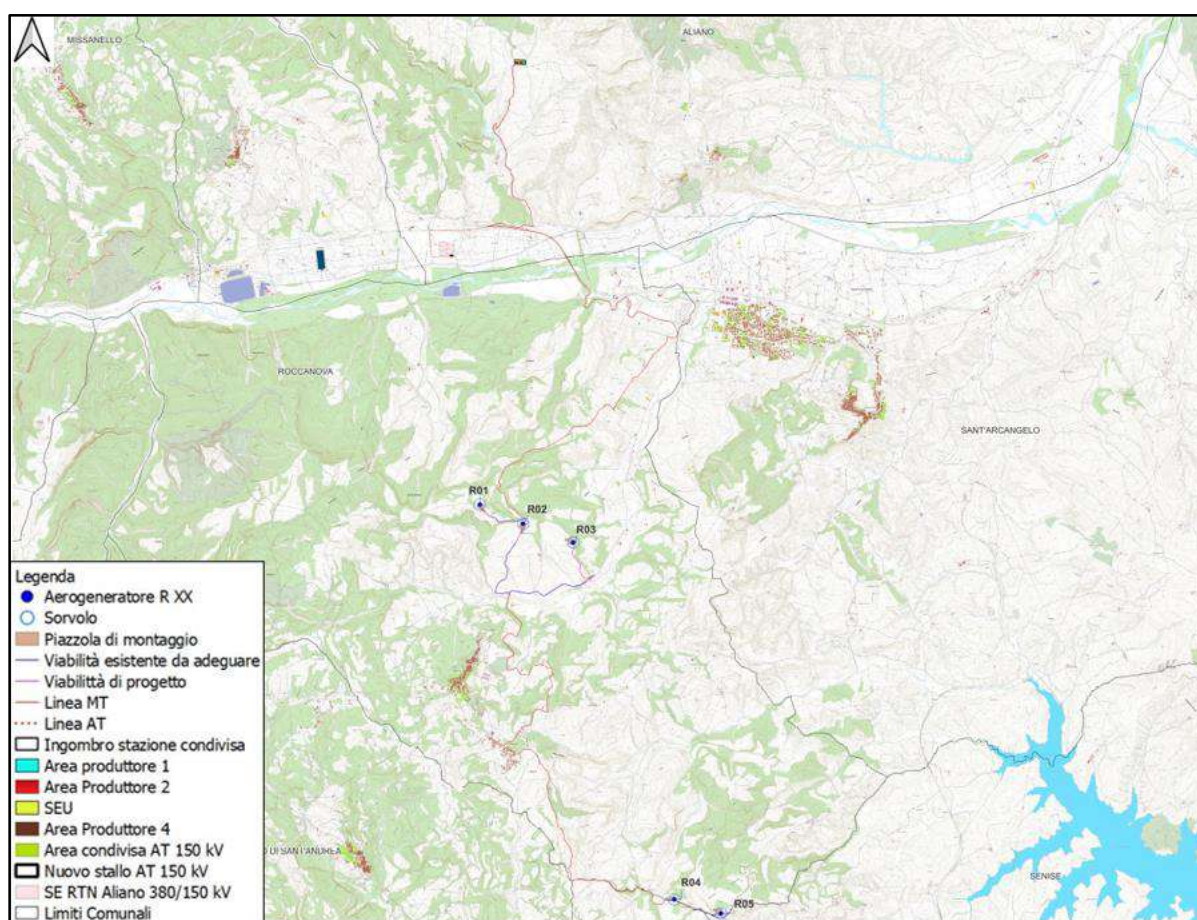 MISSANELLO
ALIANO
ROCCANOVA
SANT'ARCANGELO
R01
R02
R03
Legenda
Aerogeneratore R XX
Sorvolo
Piazzola di montaggio
Viabilità esistente da adeguare
Viabilittà di progetto
Linea MT
Linea AT
Ingombro stazione condivisa
Area produttore 1
Area Produttore 2
SEU
Area Produttore 4
Area condivisa AT 150 kV
Nuovo stallo AT 150 kV
SE RTN Aliano 380/150 kV
Limiti Comunali
O DI SANT'ANDREA
R04
R05
SENISE